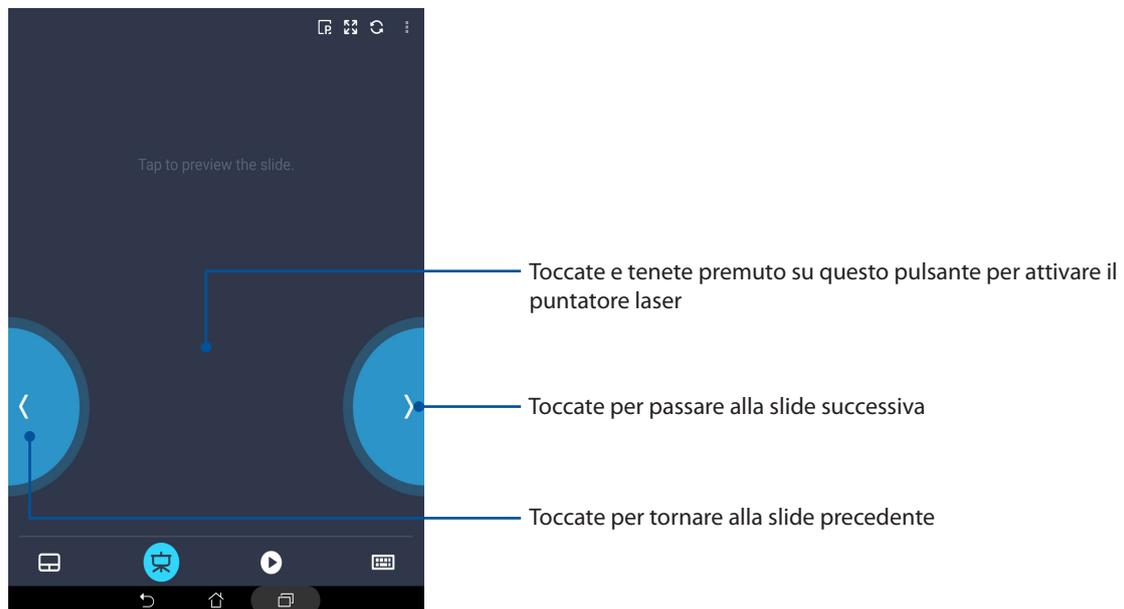 Tap to preview the slide.
Toccate e tenete premuto su questo pulsante per attivare il
puntatore laser
Toccate per passare alla slide successiva
Toccate per tornare alla slide precedente